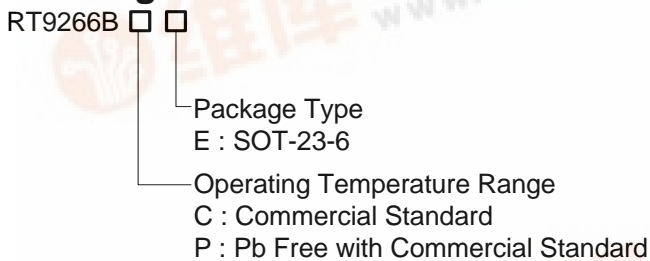 RT9266B □ □
Package Type
E : SOT-23-6
Operating Temperature Range
C : Commercial Standard
P : Pb Free with Commercial Standard